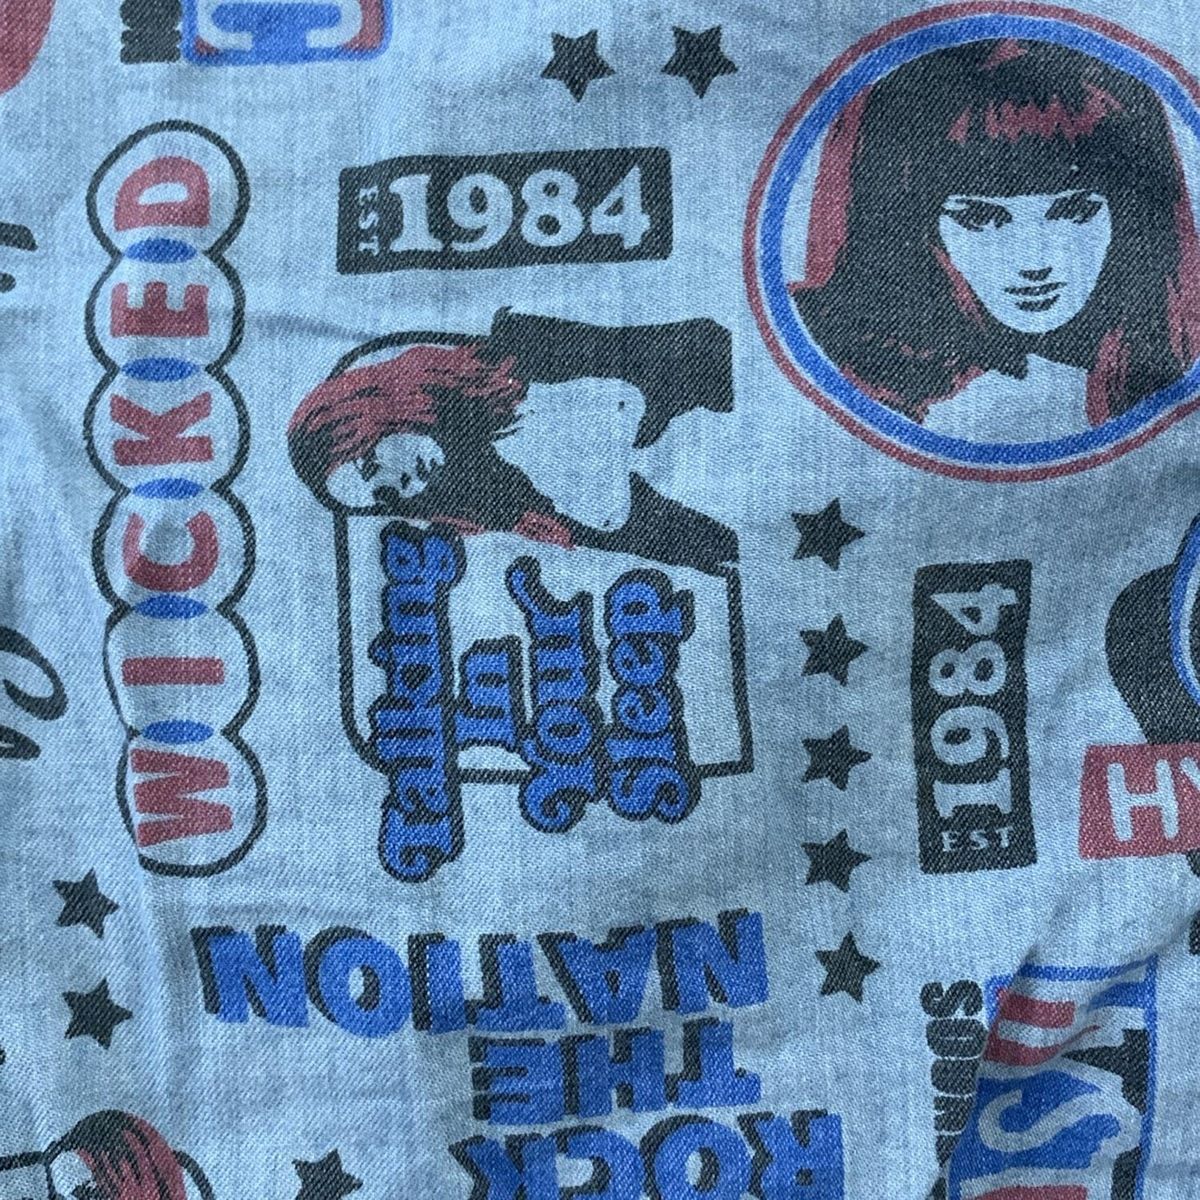 WICKED
EST 1984
Talking
In
Your
Sleep
1984
EST
ROCK
THE
NATION